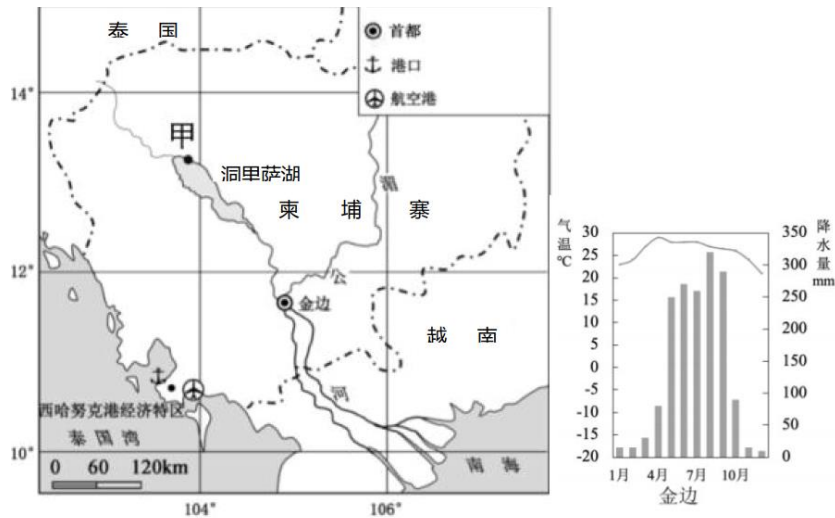 泰 国
首都
港口
航空港
14°
甲
洞里萨湖
湄
柬 埔 寨
12°
公
金边
越 南
河
西哈努克港经济特区
泰国湾
10°
0 60 120km
南海
104° 106°
气温℃
降水量mm
30
25
20
15
10
5
0
-5
-10
-15
-20
350
300
250
200
150
100
50
0
1月 4月 7月 10月
金边